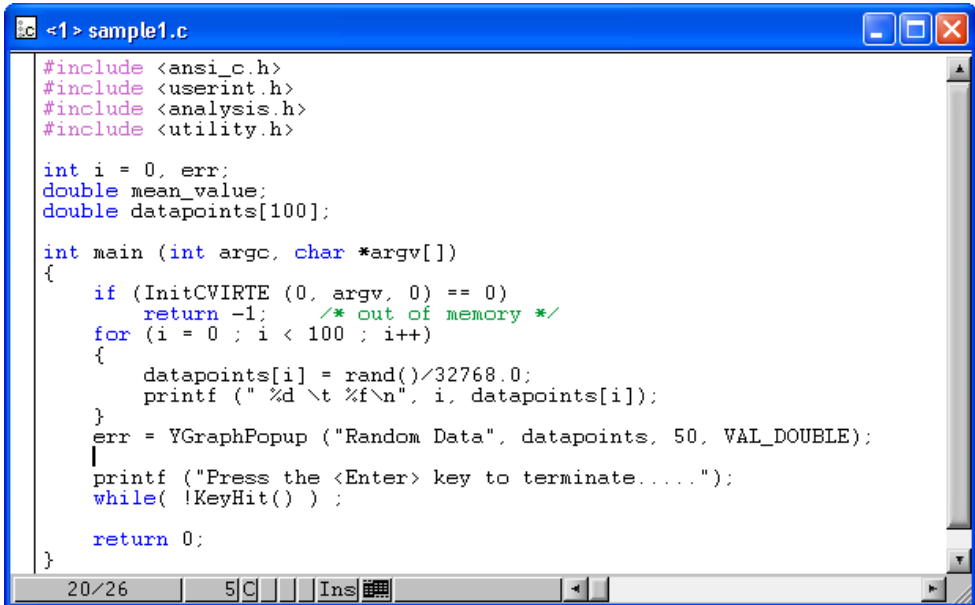 <1> sample1.c
#include <ansi_c.h>
#include <userint.h>
#include <analysis.h>
#include <utility.h>
int i = 0, err;
double mean_value;
double datapoints[100];
int main (int argc, char *argv[])
{
if (InitCVIRTE (0, argv, 0) == 0)
return -1; /* out of memory */
for (i = 0 ; i < 100 ; i++)
{
datapoints[i] = rand()/32768.0;
printf (" %d \t %f\n", i, datapoints[i]);
}
err = YGraphPopup ("Random Data", datapoints, 50, VAL_DOUBLE);
printf ("Press the <Enter> key to terminate.....");
while( !KeyHit() ) ;
return 0;
}
20/26 5 C Ins